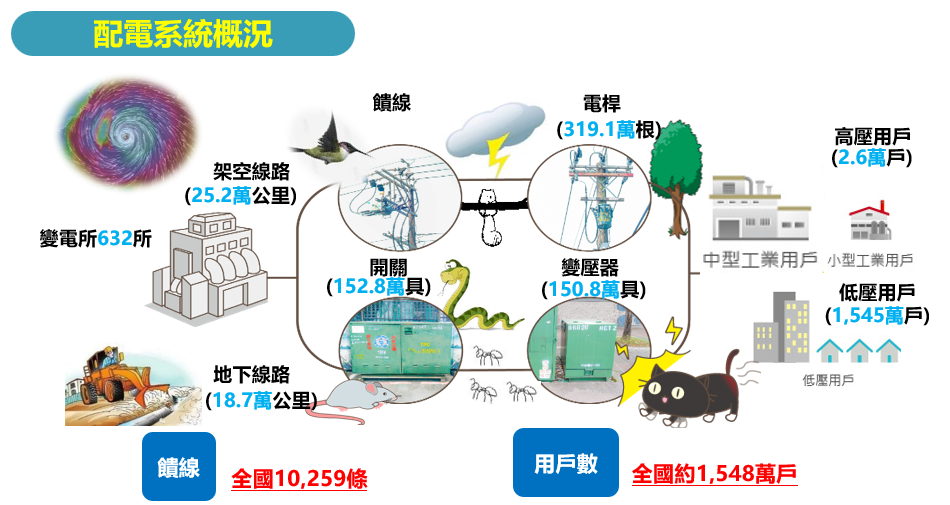 配電系統概況
饋線
電桿
(319.1萬根)
高壓用戶
(2.6萬戶)
架空線路
(25.2萬公里)
變電所632所
中型工業用戶
小型工業用戶
開關
(152.8萬具)
變壓器
(150.8萬具)
低壓用戶
(1,545萬戶)
低壓用戶
地下線路
(18.7萬公里)
饋線
全國10,259條
用戶數
全國約1,548萬戶